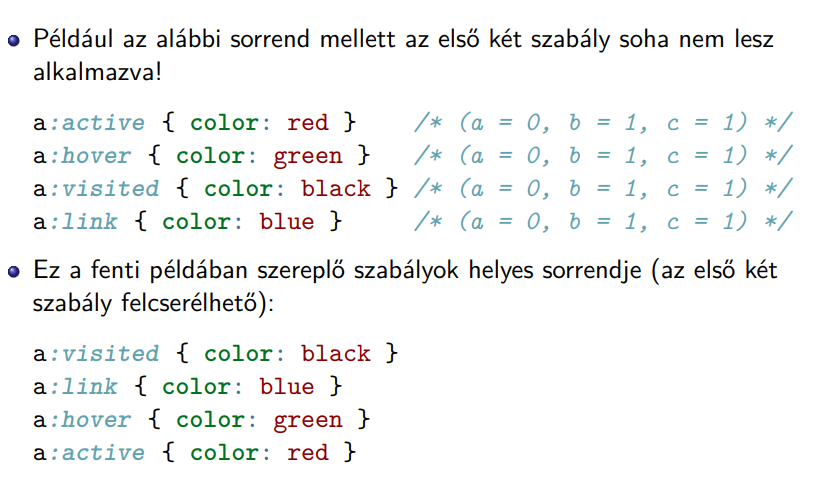 Például az alábbi sorrend mellett az első két szabály soha nem lesz
alkalmazva!
a:active { color: red } /* (a = 0, b = 1, c = 1) */
a:hover { color: green } /* (a = 0, b = 1, c = 1) */
a:visited { color: black } /* (a = 0, b = 1, c = 1) */
a:link { color: blue } /* (a = 0, b = 1, c = 1) */
Ez a fenti példában szereplő szabályok helyes sorrendje (az első két
szabály felcserélhető):
a:visited { color: black }
a:link { color: blue }
a:hover { color: green }
a:active { color: red }